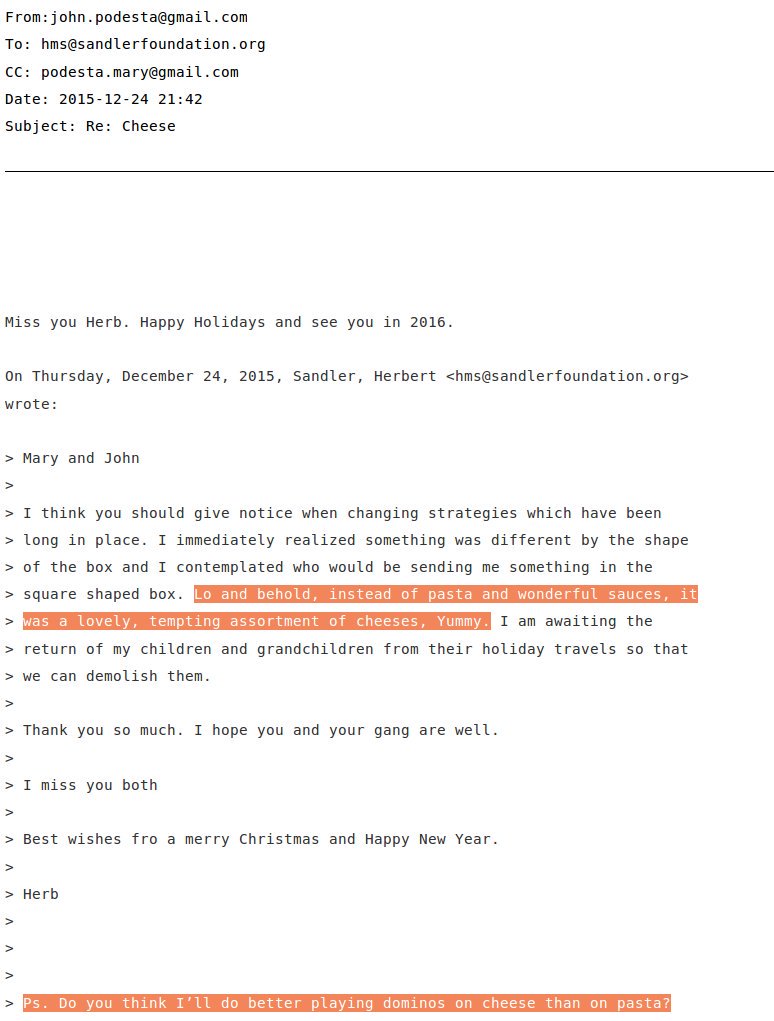 From:john.podesta@gmail.com
To: hms@sandlerfoundation.org
CC: podesta.mary@gmail.com
Date: 2015-12-24 21:42
Subject: Re: Cheese
Miss you Herb. Happy Holidays and see you in 2016.
On Thursday, December 24, 2015, Sandler, Herbert <hms@sandlerfoundation.org>
wrote:
> Mary and John
>
> I think you should give notice when changing strategies which have been
> long in place. I immediately realized something was different by the shape
> of the box and I contemplated who would be sending me something in the
> square shaped box. Lo and behold, instead of pasta and wonderful sauces, it
> was a lovely, tempting assortment of cheeses, Yummy. I am awaiting the
> return of my children and grandchildren from their holiday travels so that
> we can demolish them.
>
> Thank you so much. I hope you and your gang are well.
>
> I miss you both
>
> Best wishes fro a merry Christmas and Happy New Year.
>
> Herb
>
>
>
> Ps. Do you think I’ll do better playing dominos on cheese than on pasta?